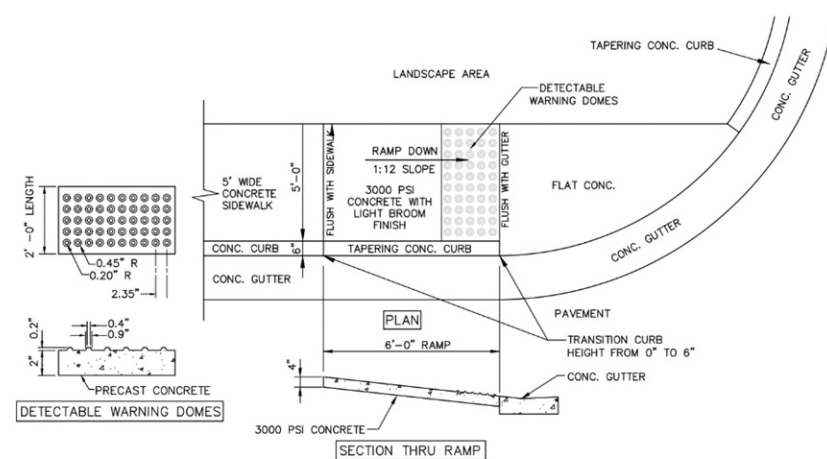 TAPERING CONC. CURB
LANDSCAPE AREA
DETECTABLE
WARNING DOMES
CONC. GUTTER
5' WIDE
CONCRETE
SIDEWALK
5'-0"
FLUSH WITH SIDEWALK
RAMP DOWN
1:12 SLOPE
3000 PSI
CONCRETE WITH
LIGHT BROOM
FINISH
FLUSH WITH GUTTER
FLAT CONC.
CONC. GUTTER
2' -0" LENGTH
0.45" R
0.20" R
2.35"
CONC. CURB
6"
TAPERING CONC. CURB
CONC. GUTTER
PAVEMENT
PLAN
TRANSITION CURB
HEIGHT FROM 0" TO 6"
6'-0" RAMP
0.2"
0.4"
0.9"
2"
PRECAST CONCRETE
DETECTABLE WARNING DOMES
4"
CONC. GUTTER
3000 PSI CONCRETE
SECTION THRU RAMP